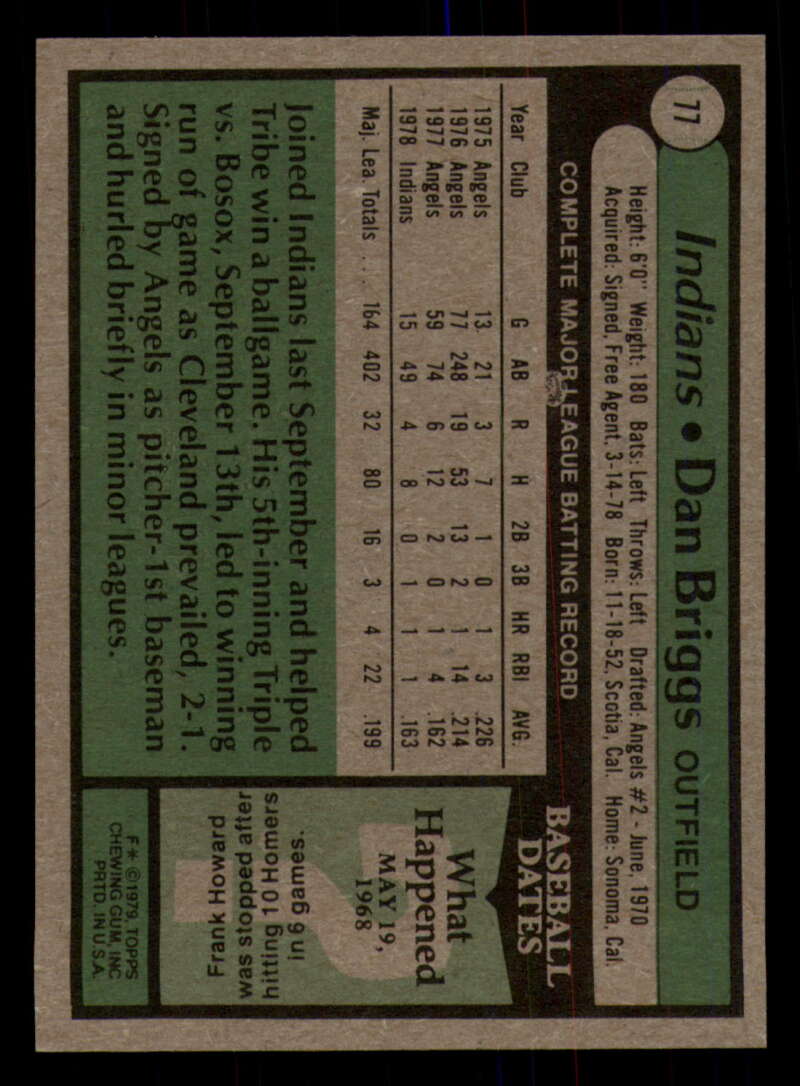 77
Indians • Dan Briggs OUTFIELD
Height: 6'0" Weight: 180 Bats: Left Throws: Left Drafted: Angels #2 - June, 1970
Acquired: Signed, Free Agent, 3-14-78 Born: 11-18-52, Scotia, Cal. Home: Sonoma, Cal.
COMPLETE MAJOR LEAGUE BATTING RECORD
Year Club G AB R H 2B 3B HR RBI AVG.
1975 Angels 13 21 3 7 1 0 1 3 .226
1976 Angels 77 248 19 53 13 2 1 14 .214
1977 Angels 59 74 6 12 2 0 1 4 .162
1978 Indians 15 49 4 8 0 1 1 1 .163
Maj. Lea. Totals .... 164 402 32 80 16 3 4 22 .199
Joined Indians last September and helped
Tribe win a ballgame. His 5th-inning Triple
vs. Bosox, September 13th, led to winning
run of game as Cleveland prevailed, 2-1.
Signed by Angels as pitcher-1st baseman
and hurled briefly in minor leagues.
BASEBALL
DATES
What
Happened
MAY 19,
1968
Frank Howard
was stopped after
hitting 10 Homers
in 6 games.
F* ©1979, TOPPS
CHEWING GUM, INC
PRTD. IN U.S.A.